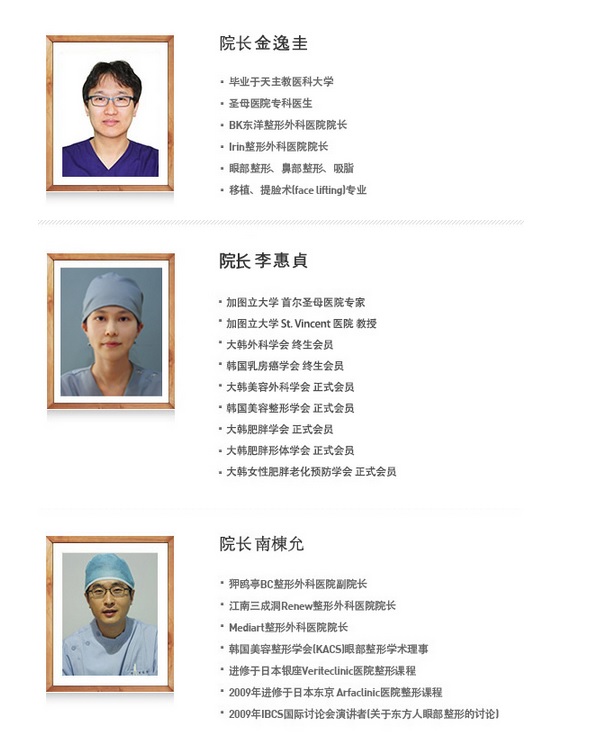 院长 金逸圭
毕业于天主教医科大学
圣母医院专科医生
BK东洋整形外科医院院长
Irin整形外科医院院长
眼部整形、鼻部整形、吸脂
移植、提脸术(face lifting)专业
院长 李惠貞
加图立大学 首尔圣母医院专家
加图立大学 St. Vincent 医院 教授
大韩外科学会 终生会员
韩国乳房癌学会 终生会员
大韩美容外科学会 正式会员
韩国美容整形学会 正式会员
大韩肥胖学会 正式会员
大韩肥胖形体学会 正式会员
大韩女性肥胖老化预防学会 正式会员
院长 南棟允
狎鸥亭BC整形外科医院副院长
江南三成洞Renew整形外科医院院长
Mediart整形外科医院院长
韩国美容整形学会(KACS)眼部整形学术理事
进修于日本银座Veriteclinic医院整形课程
2009年进修于日本东京 Arfaclinic医院整形课程
2009年IBCS国际讨论会演讲者(关于东方人眼部整形的讨论)